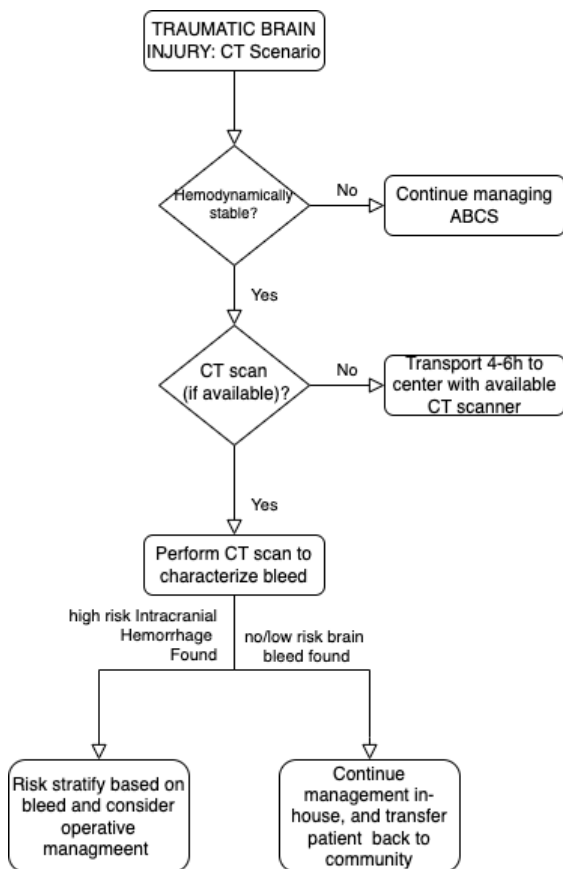 TRAUMATIC BRAIN
INJURY: CT Scenario
Hemodynamically
stable?
No
Continue managing
ABCS
Yes
CT scan
(if available)?
No
Transport 4-6h to
center with available
CT scanner
Yes
Perform CT scan to
characterize bleed
high risk Intracranial
Hemorrhage
Found
no/low risk brain
bleed found
Risk stratify based on
bleed and consider
operative
managmeent
Continue
management in-
house, and transfer
patient back to
community